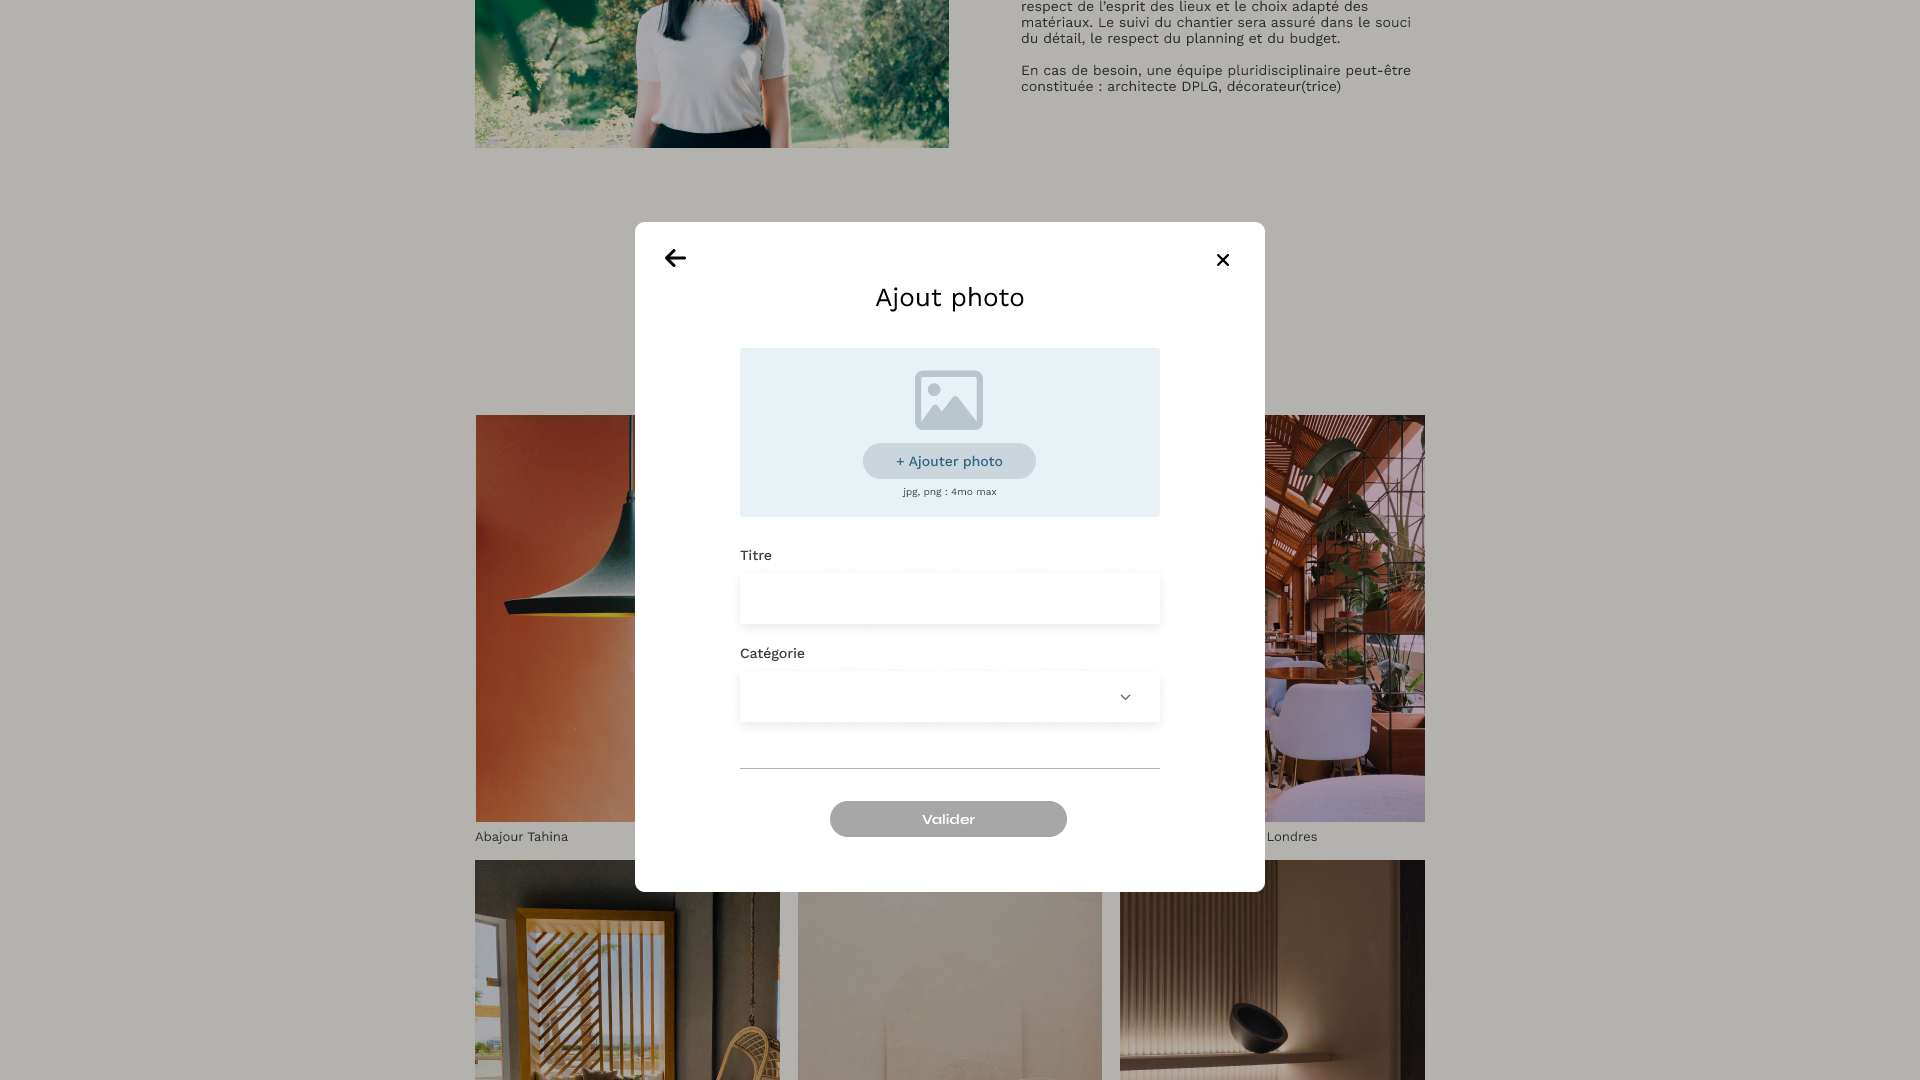 respect de l'esprit des lieux et le choix adapté des
matériaux. Le suivi du chantier sera assuré dans le souci
du détail, le respect du planning et du budget.
En cas de besoin, une équipe pluridisciplinaire peut-être
constituée : architecte DPLG, décorateur(trice)
Ajout photo
+ Ajouter photo
jpg, png : 4mo max
Titre
Catégorie
Valider
Abajour Tahina
Londres